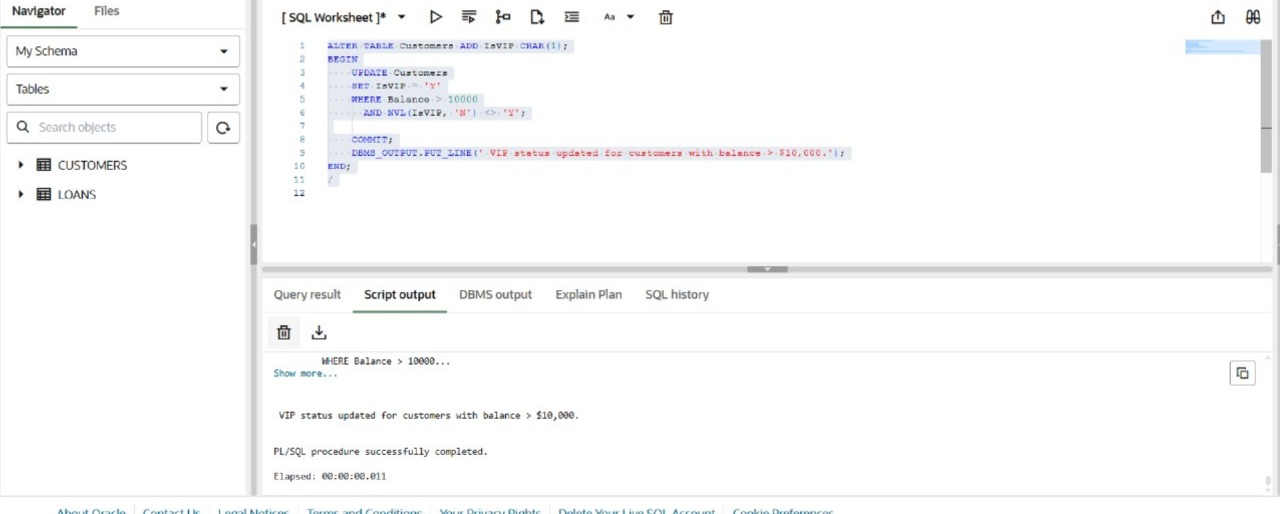 Navigator Files
My Schema
Tables
Search objects
CUSTOMERS
LOANS
[ SQL Worksheet ]*
Aa
1 ALTER TABLE Customers ADD IsVIP CHAR(1);
2 BEGIN
3 UPDATE Customers
4 SET IsVIP = 'Y'
5 WHERE Balance > 10000
6 AND NVL(IsVIP, 'N') <> 'Y';
7
8 COMMIT;
9 DBMS_OUTPUT.PUT_LINE(' VIP status updated for customers with balance > $10,000.');
10 END;
11 /
12
Query result Script output DBMS output Explain Plan SQL history
WHERE Balance > 10000...
Show more...
VIP status updated for customers with balance > $10,000.
PL/SQL procedure successfully completed.
Elapsed: 00:00:00.011
About Oracle Contact Us Legal Notices Terms and Conditions Your Privacy Rights Delete Your Live SQL Account Cookie Preferences